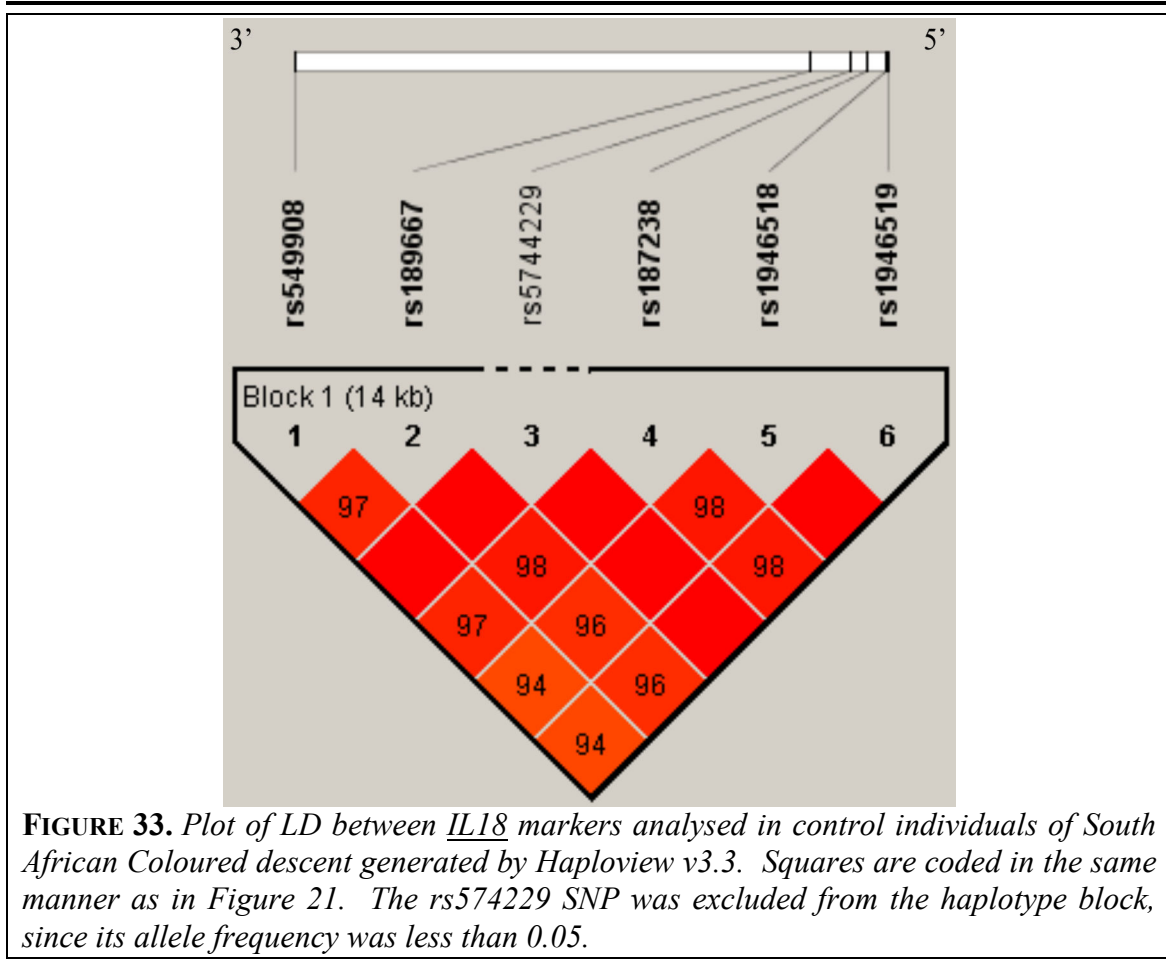 3’ 5’
rs549908 rs189667 rs5744229 rs187238 rs1946518 rs1946519
Block 1 (14 kb)
1 2 3 4 5 6
97 98
98 98
97 96
94 96
94
FIGURE 33. Plot of LD between IL18 markers analysed in control individuals of South
African Coloured descent generated by Haploview v3.3. Squares are coded in the same
manner as in Figure 21. The rs574229 SNP was excluded from the haplotype block,
since its allele frequency was less than 0.05.